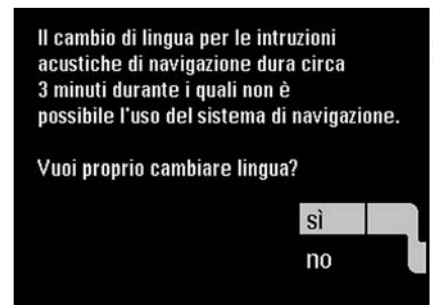 Il cambio di lingua per le intruzioni
acustiche di navigazione dura circa
3 minuti durante i quali non è
possibile l'uso del sistema di navigazione.
Vuoi proprio cambiare lingua?
sì
no